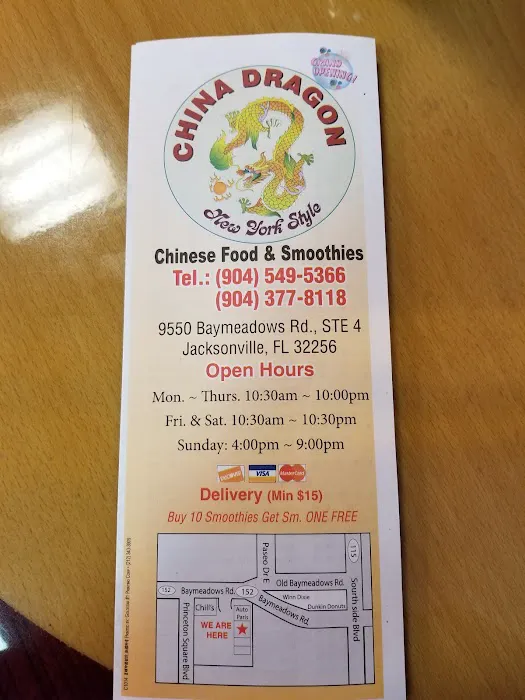 GRAND
OPENING!
CHINA DRAGON
New York Style
Chinese Food & Smoothies
Tel.: (904) 549-5366
(904) 377-8118
9550 Baymeadows Rd., STE 4
Jacksonville, FL 32256
Open Hours
Mon. ~ Thurs. 10:30am ~ 10:00pm
Fri. & Sat. 10:30am ~ 10:30pm
Sunday: 4:00pm ~ 9:00pm
DISCOVER VISA MasterCard
Delivery (Min $15)
Buy 10 Smoothies Get Sm. ONE FREE
Paseo Dr E
115
Old Baymeadows Rd.
152 Baymeadows Rd. 152
Winn Dixie
Baymeadows Rd.
Dunkin Donuts
South side Blvd
Chill's
Auto
Parts
WE ARE
HERE
Princeton Square Blvd